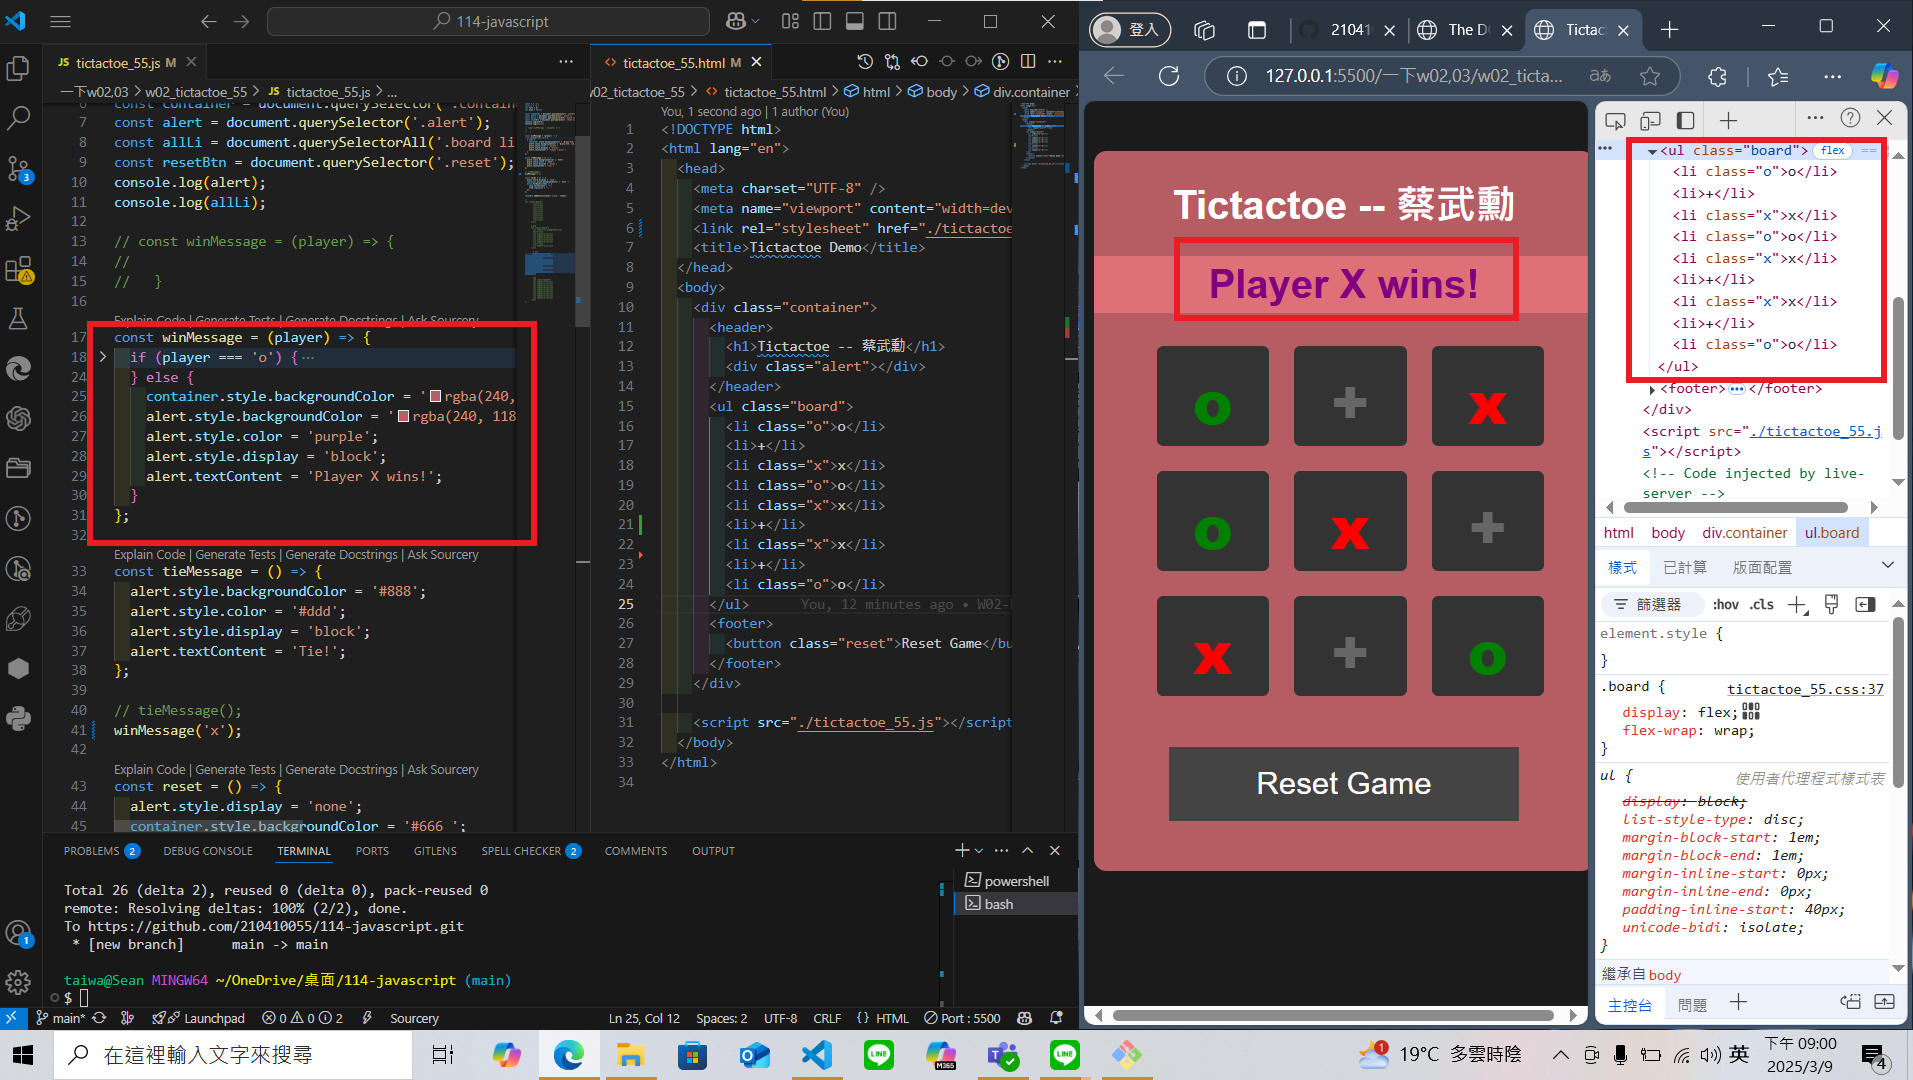 114-javascript
JS tictactoe_55.js M
一下w02,03 > w02_tictactoe_55 > JS tictactoe_55.js > ...
7 const alert = document.querySelector('.alert');
8 const allLi = document.querySelectorAll('.board li
9 const resetBtn = document.querySelector('.reset');
10 console.log(alert);
11 console.log(allLi);
12
13 // const winMessage = (player) => {
14 //
15 //   }
16
Explain Code | Generate Tests | Generate Docstrings | Ask Sourcery
17 const winMessage = (player) => {
18 if (player === 'o') {···
24 } else {
25 container.style.backgroundColor = 'rgba(240,
26 alert.style.backgroundColor = 'rgba(240, 118
27 alert.style.color = 'purple';
28 alert.style.display = 'block';
29 alert.textContent = 'Player X wins!';
30 }
31 };
32
Explain Code | Generate Tests | Generate Docstrings | Ask Sourcery
33 const tieMessage = () => {
34 alert.style.backgroundColor = '#888';
35 alert.style.color = '#ddd';
36 alert.style.display = 'block';
37 alert.textContent = 'Tie!';
38 };
39
40 // tieMessage();
41 winMessage('x');
42
Explain Code | Generate Tests | Generate Docstrings | Ask Sourcery
43 const reset = () => {
44 alert.style.display = 'none';
45 container.style.backgroundColor = '#666 ';
<> tictactoe_55.html M
w02_tictactoe_55 > <> tictactoe_55.html > html > body > div.container
You, 1 second ago | 1 author (You)
1 <!DOCTYPE html>
2 <html lang="en">
3 <head>
4 <meta charset="UTF-8" />
5 <meta name="viewport" content="width=dev
6 <link rel="stylesheet" href="./tictactoe
7 <title>Tictactoe Demo</title>
8 </head>
9 <body>
10 <div class="container">
11 <header>
12 <h1>Tictactoe -- 蔡武勳</h1>
13 <div class="alert"></div>
14 </header>
15 <ul class="board">
16 <li class="o">o</li>
17 <li>+</li>
18 <li class="x">x</li>
19 <li class="o">o</li>
20 <li class="x">x</li>
21 <li>+</li>
22 <li class="x">x</li>
23 <li>+</li>
24 <li class="o">o</li>
25 </ul> You, 12 minutes ago • W02-
26 <footer>
27 <button class="reset">Reset Game</bu
28 </footer>
29 </div>
30
31 <script src="./tictactoe_55.js"></script
32 </body>
33 </html>
34
PROBLEMS 2 DEBUG CONSOLE TERMINAL PORTS GITLENS SPELL CHECKER 2 COMMENTS OUTPUT
Total 26 (delta 2), reused 0 (delta 0), pack-reused 0
remote: Resolving deltas: 100% (2/2), done.
To https://github.com/210410055/114-javascript.git
* [new branch] main -> main
taiwa@Sean MINGW64 ~/OneDrive/桌面/114-javascript (main)
$
powershell
bash
main* Launchpad 0 0 2 Sourcery Ln 25, Col 12 Spaces: 2 UTF-8 CRLF {} HTML Port : 5500
登入 21041 The D Tictac
127.0.0.1:5500/一下w02,03/w02_ticta... aあ
Tictactoe -- 蔡武勳
Player X wins!
o + x
o x +
x + o
Reset Game
<ul class="board"> flex
<li class="o">o</li>
<li>+</li>
<li class="x">x</li>
<li class="o">o</li>
<li class="x">x</li>
<li>+</li>
<li class="x">x</li>
<li>+</li>
<li class="o">o</li>
</ul>
<footer>···</footer>
</div>
<script src="./tictactoe_55.j
s"></script>
<!-- Code injected by live-
server -->
html body div.container ul.board
樣式 已計算 版面配置
篩選器 :hov .cls
element.style {
}
.board { tictactoe_55.css:37
display: flex;
flex-wrap: wrap;
}
ul { 使用者代理程式樣式表
display: block;
list-style-type: disc;
margin-block-start: 1em;
margin-block-end: 1em;
margin-inline-start: 0px;
margin-inline-end: 0px;
padding-inline-start: 40px;
unicode-bidi: isolate;
}
繼承自 body
主控台 問題
在這裡輸入文字來搜尋
19°C 多雲時陰
英
下午 09:00
2025/3/9
4